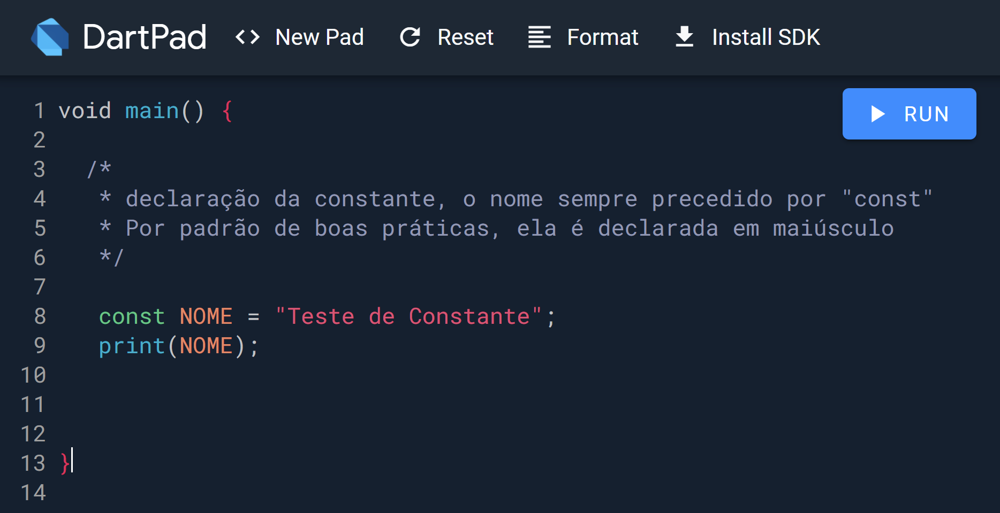 DartPad <> New Pad Reset Format Install SDK
RUN
1 void main() {
2
3 /*
4 * declaração da constante, o nome sempre precedido por "const"
5 * Por padrão de boas práticas, ela é declarada em maiúsculo
6 */
7
8 const NOME = "Teste de Constante";
9 print(NOME);
10
11
12
13 }
14